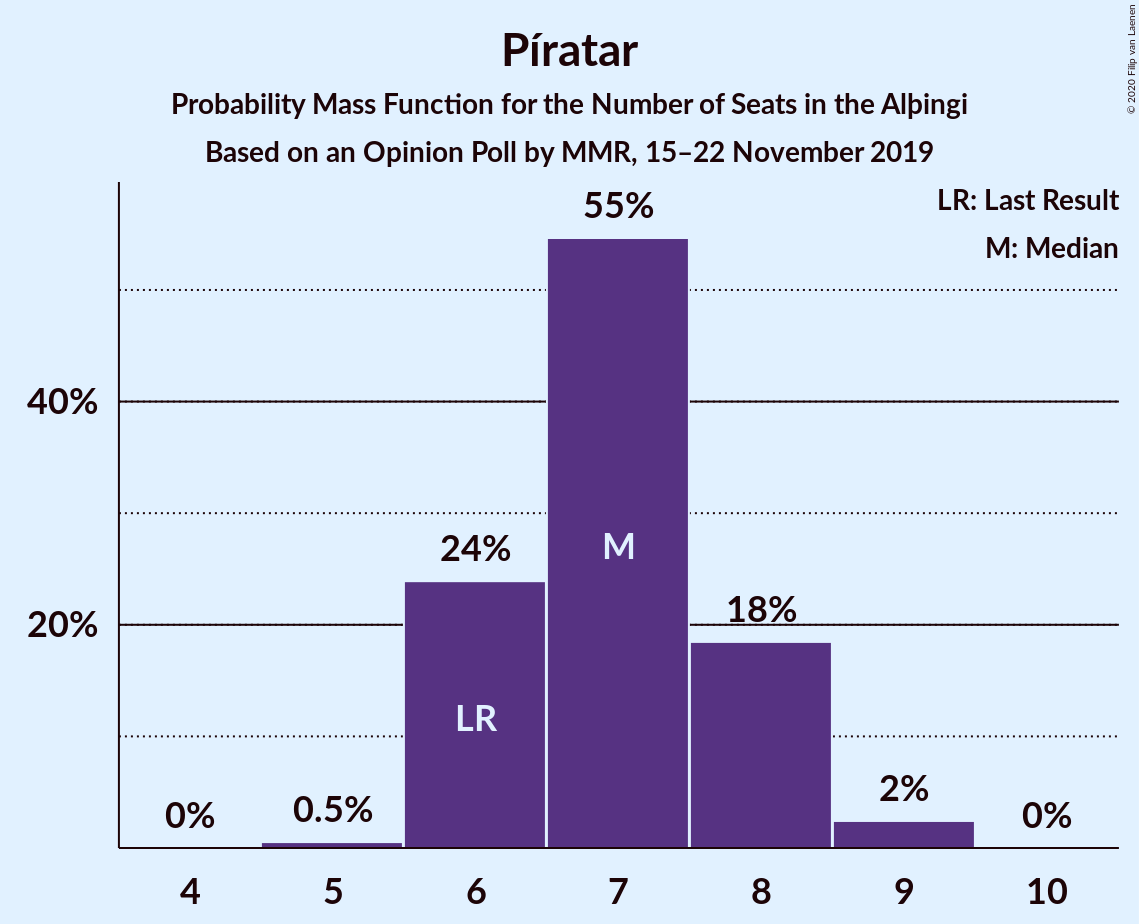 Píratar
Probability Mass Function for the Number of Seats in the Alþingi
Based on an Opinion Poll by MMR, 15–22 November 2019
© 2020 Filip van Laenen
LR: Last Result
M: Median
55%
40%
24%
M
20%
18%
LR
0%
0.5%
2%
0%
4
5
6
7
8
9
10